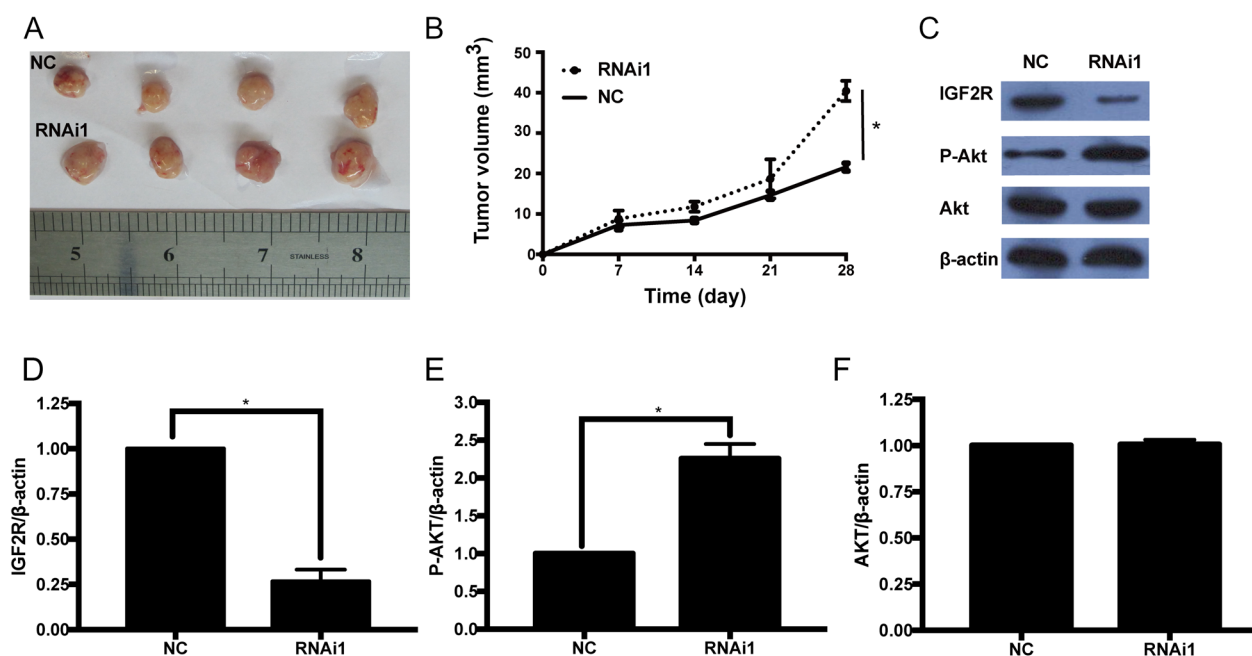 A
NC
RNAi1
5 6 7 8
STAINLESS
B
Tumor volume (mm³)
50
40
30
20
10
0
0 7 14 21 28
Time (day)
RNAi1
NC
*
C
NC RNAi1
IGF2R
P-Akt
Akt
β-actin
D
IGF2R/β-actin
1.25
1.00
0.75
0.50
0.25
0.00
*
NC RNAi1
E
P-AKT/β-actin
3.0
2.5
2.0
1.5
1.0
0.5
0.0
*
NC RNAi1
F
AKT/β-actin
1.25
1.00
0.75
0.50
0.25
0.00
NC RNAi1